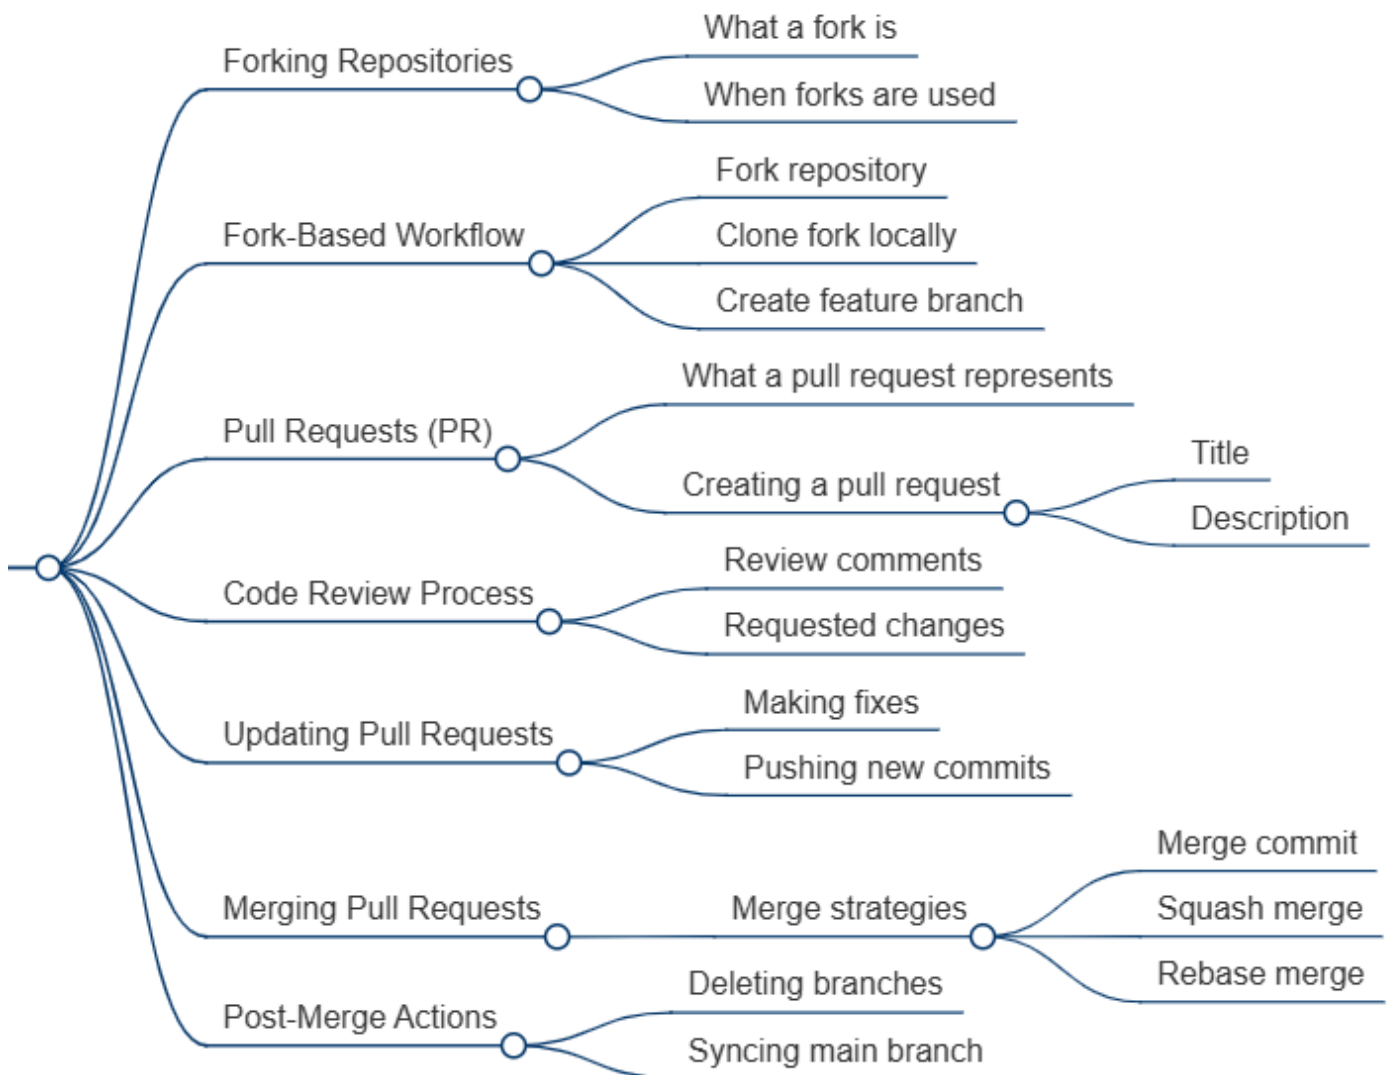 Forking Repositories
What a fork is
When forks are used
Fork-Based Workflow
Fork repository
Clone fork locally
Create feature branch
Pull Requests (PR)
What a pull request represents
Creating a pull request
Title
Description
Code Review Process
Review comments
Requested changes
Updating Pull Requests
Making fixes
Pushing new commits
Merging Pull Requests
Merge strategies
Merge commit
Squash merge
Rebase merge
Post-Merge Actions
Deleting branches
Syncing main branch